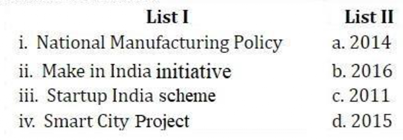 List I List II
i. National Manufacturing Policy a. 2014
ii. Make in India initiative b. 2016
iii. Startup India scheme c. 2011
iv. Smart City Project d. 2015